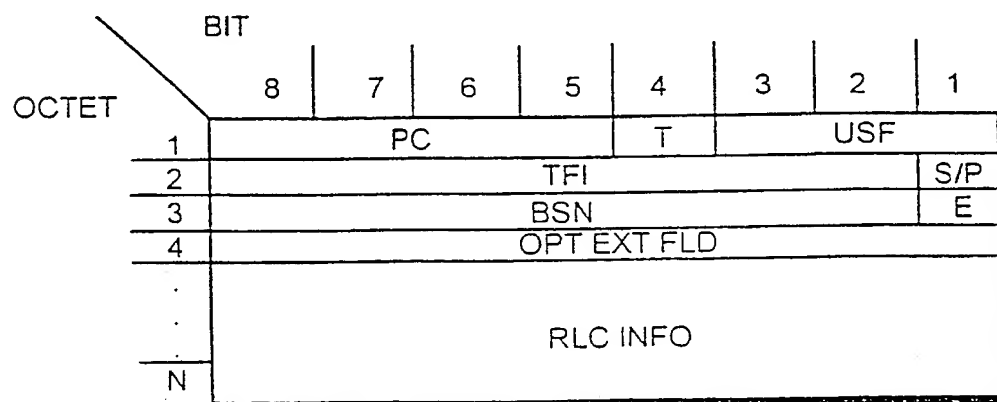 BIT
OCTET 8 7 6 5 4 3 2 1
1 PC T USF
2 TFI S/P
3 BSN E
4 OPT EXT FLD
.
. RLC INFO
.
N